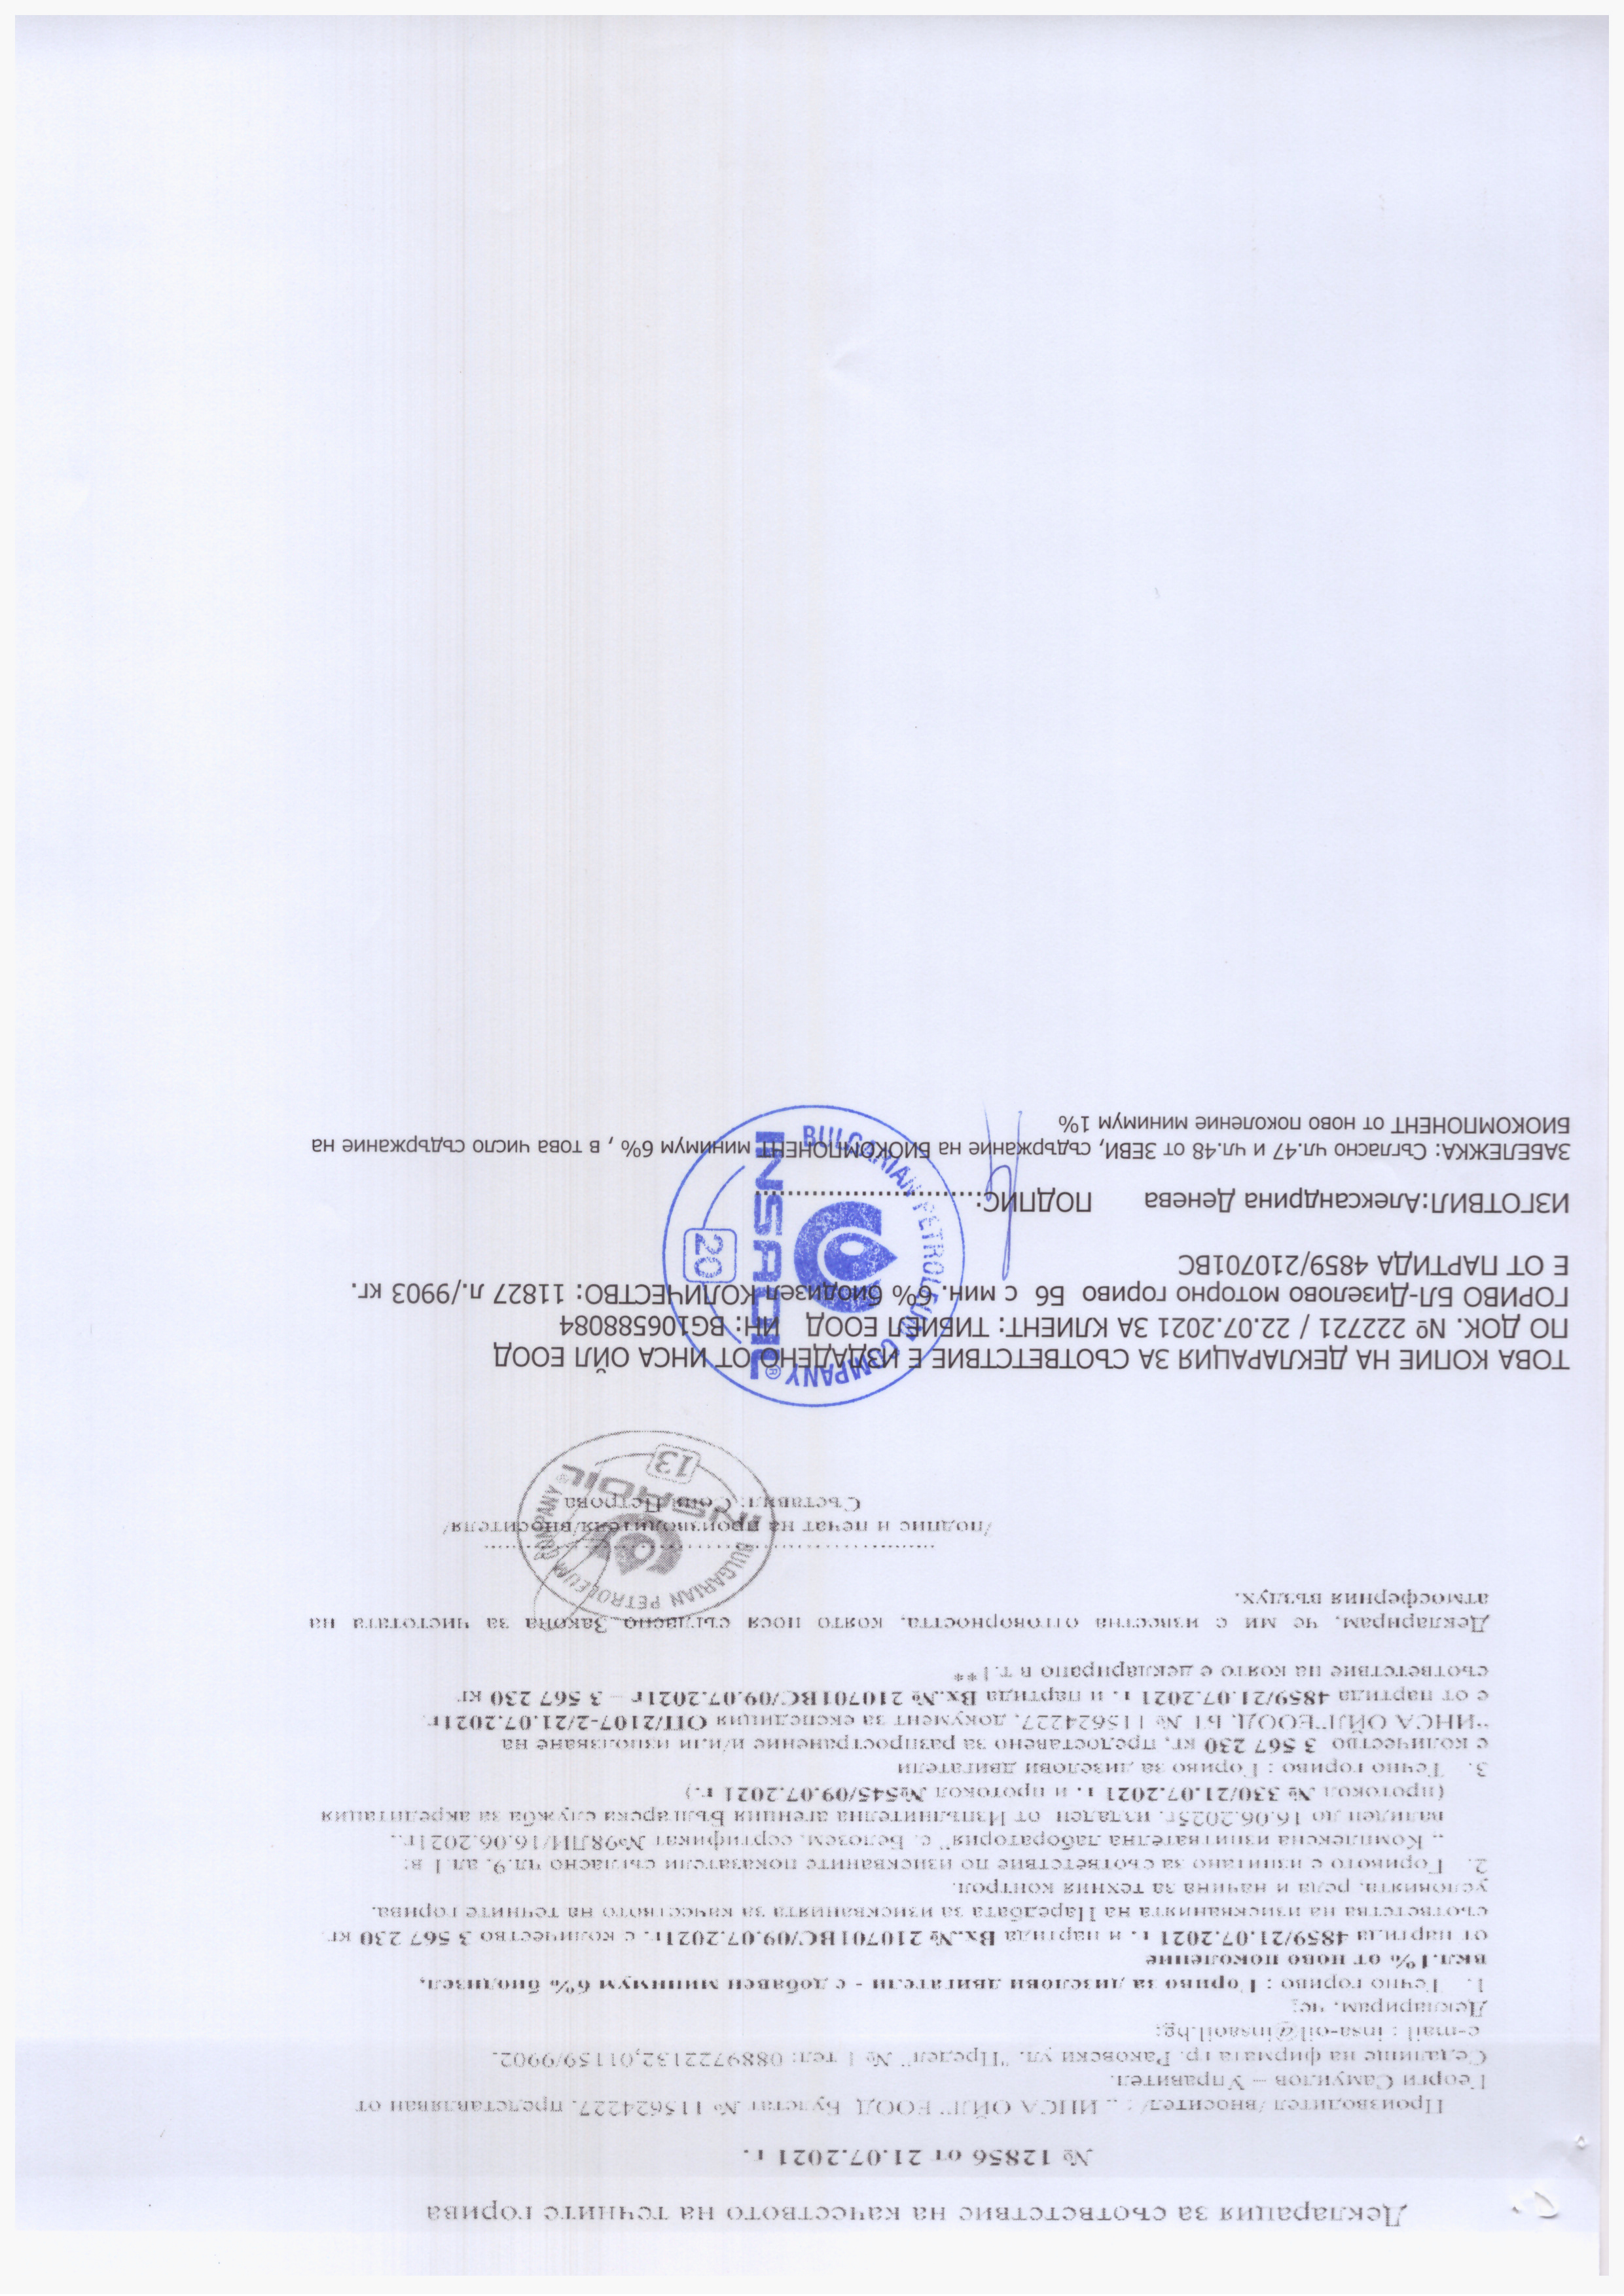 Декларация за съответствие на качеството на течните горива
№ 12856 от 21.07.2021 г.
Производител /вносител/ : „ ИНСА ОЙЛ" ЕООД Булстат № 115624227, представляван от
Георги Самуилов – Управител.
Седалище на фирмата гр. Раковски ул. "Предел" № 1 тел: 0889722132,031159/9902.
e-mail : insa-oil@insaoil.bg;
Декларирам, че:
1. Течно гориво : Гориво за дизелови двигатели - с добавен минимум 6% биодизел,
вкл.1% от ново поколение
от партида 4859/21.07.2021 г. и партида Вх.№ 210701ВС/09.07.2021г. с количество 3 567 230 кг.
съответства на изискванията на Наредбата за изискванията за качеството на течните горива,
условията, реда и начина за техния контрол.
2. Горивото е изпитано за съответствие по изискваните показатели съгласно чл.9, ал 1 в:
„ Комплексна изпитвателна лаборатория" с. Белозем, сертификат №98ЛИ/16.06.2021г.,
валиден до 16.06.2025г. издален от Изпълнителна агенция Българска служба за акредитация
(протокол № 330/21.07.2021 г. и протокол №545/09.07.2021 г.)
3. Течно гориво : Гориво за дизелови двигатели
с количество 3 567 230 кг, предоставено за разпространение и/или използване на
"ИНСА ОЙЛ"ЕООД, БГ № 115624227, документ за експедиция ОП/2107-2/21.07.2021г.
е от партида 4859/21.07.2021 г. и партида Вх.№ 210701ВС/09.07.2021г – 3 567 230 кг
съответствие на която е декларирано в т.1**
Декларирам, че ми е известна отговорността, която нося съгласно Закона за чистотата на
атмосферния въздух.
/подпис и печат на производителя/вносителя/
Съставил: Соня Петрова
BULGARIAN PETROLEUM COMPANY
INSAOIL
13
ТОВА КОПИЕ НА ДЕКЛАРАЦИЯ ЗА СЪОТВЕТСТВИЕ Е ИЗДАДЕНО ОТ ИНСА ОЙЛ ЕООД
ПО ДОК. № 222721 / 22.07.2021 ЗА КЛИЕНТ: ТИБИЕЛ ЕООД ИН: BG106588084
ГОРИВО БЛ-Дизелово моторно гориво Б6 с мин. 6% биодизел КОЛИЧЕСТВО: 11827 л./9903 кг.
Е ОТ ПАРТИДА 4859/210701ВС
ИЗГОТВИЛ:Александрина Денева ПОДПИС:..............................
ЗАБЕЛЕЖКА: Съгласно чл.47 и чл.48 от ЗЕВИ, съдържание на БИОКОМПОНЕНТ минимум 6% , в това число съдържание на
БИОКОМПОНЕНТ от ново поколение минимум 1%
BULGARIAN PETROLEUM COMPANY
INSAOIL®
20